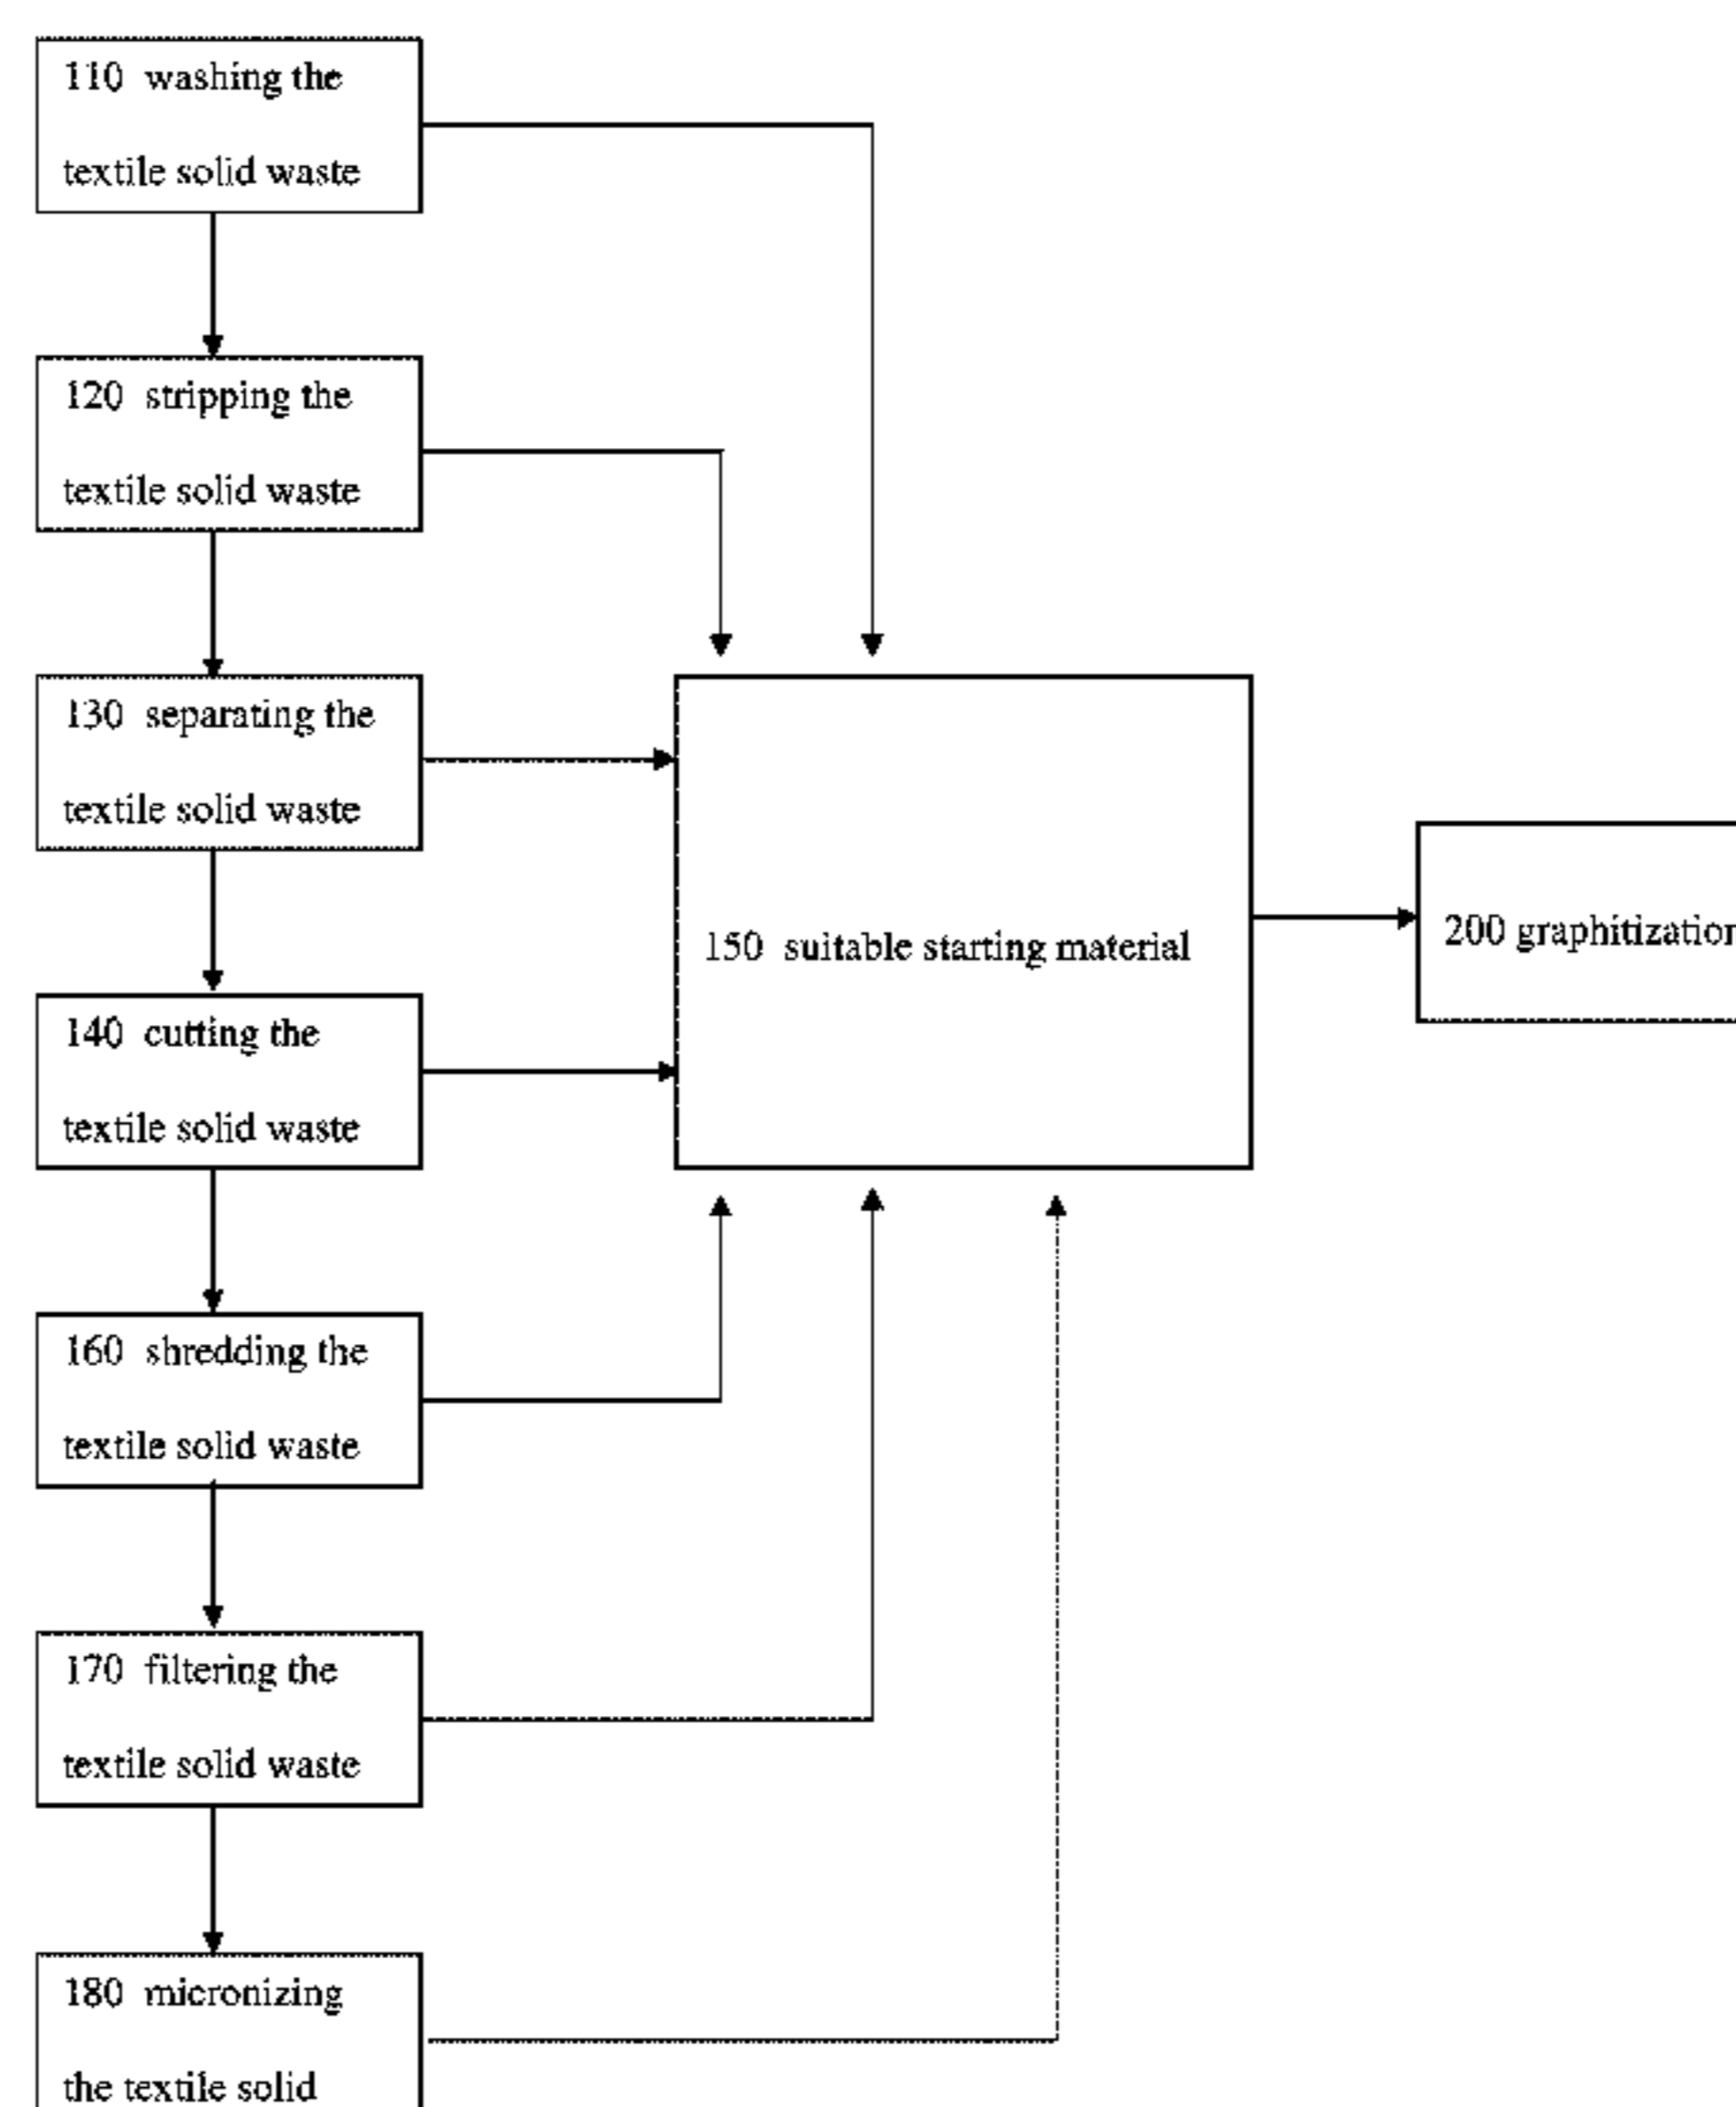 110 washing the
textile solid waste
120 stripping the
textile solid waste
130 separating the
textile solid waste
150 suitable starting material
200 graphitization
140 cutting the
textile solid waste
160 shredding the
textile solid waste
170 filtering the
textile solid waste
180 micronizing
the textile solid